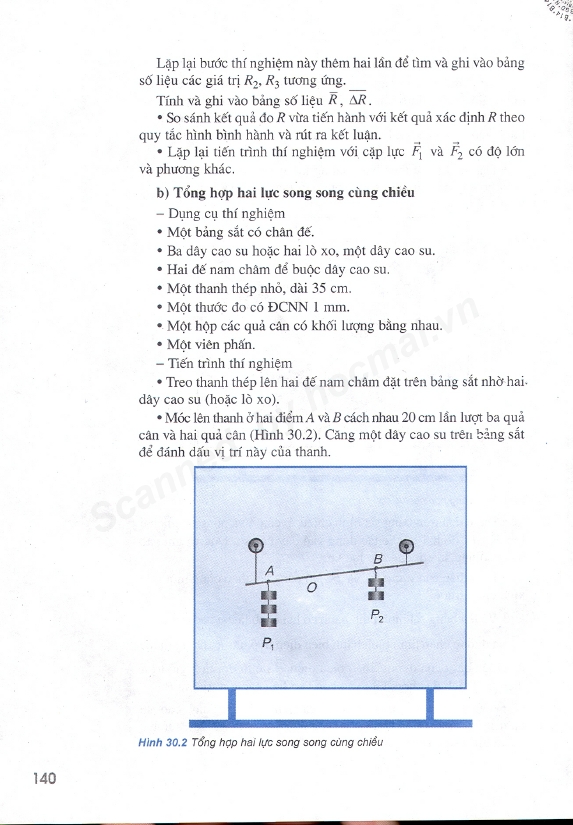 Lặp lại bước thí nghiệm này thêm hai lần để tìm và ghi vào bảng
số liệu các giá trị R₂, R₃ tương ứng.
Tính và ghi vào bảng số liệu R̅, Δ̅R̅.
• So sánh kết quả đo R vừa tiến hành với kết quả xác định R theo
quy tắc hình bình hành và rút ra kết luận.
• Lặp lại tiến trình thí nghiệm với cặp lực F⃗₁ và F⃗₂ có độ lớn
và phương khác.
b) Tổng hợp hai lực song song cùng chiều
– Dụng cụ thí nghiệm
• Một bảng sắt có chân đế.
• Ba dây cao su hoặc hai lò xo, một dây cao su.
• Hai đế nam châm để buộc dây cao su.
• Một thanh thép nhỏ, dài 35 cm.
• Một thước đo có ĐCNN 1 mm.
• Một hộp các quả cân có khối lượng bằng nhau.
• Một viên phấn.
– Tiến trình thí nghiệm
• Treo thanh thép lên hai đế nam châm đặt trên bảng sắt nhờ hai
dây cao su (hoặc lò xo).
• Móc lên thanh ở hai điểm A và B cách nhau 20 cm lần lượt ba quả
cân và hai quả cân (Hình 30.2). Căng một dây cao su trên bảng sắt
để đánh dấu vị trí này của thanh.
A
B
O
P₁
P₂
Hình 30.2 Tổng hợp hai lực song song cùng chiều
140